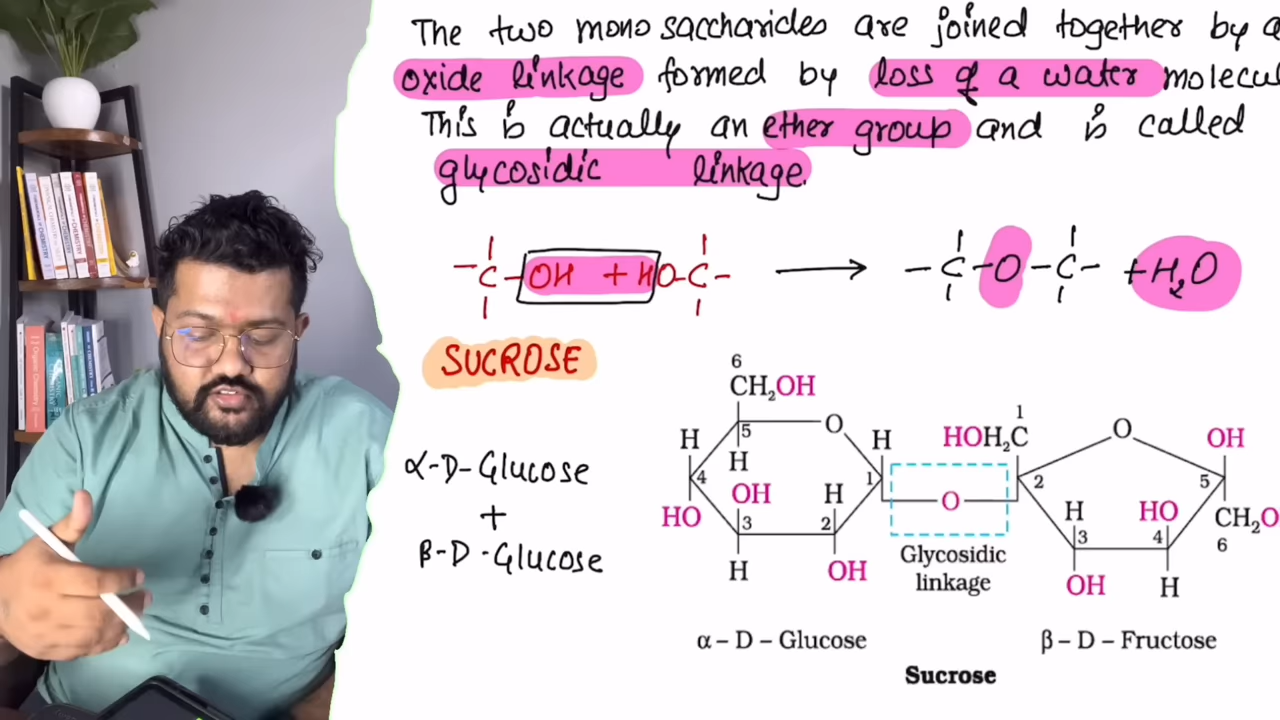 The two mono saccharides are joined together by a
oxide linkage formed by loss of a water molecul
This is actually an ether group and is called
glycosidic linkage.
-C-OH + HO-C- → -C-O-C- + H₂O
SUCROSE
α-D-Glucose
+
β-D-Glucose
6
CH₂OH
5
O
H
H
H
4
OH
H
1
HO
3
2
H
OH
O
Glycosidic
linkage
1
HOH₂C
O
OH
2
5
H
HO
CH₂O
3
4
6
OH
H
α – D – Glucose
β – D – Fructose
Sucrose